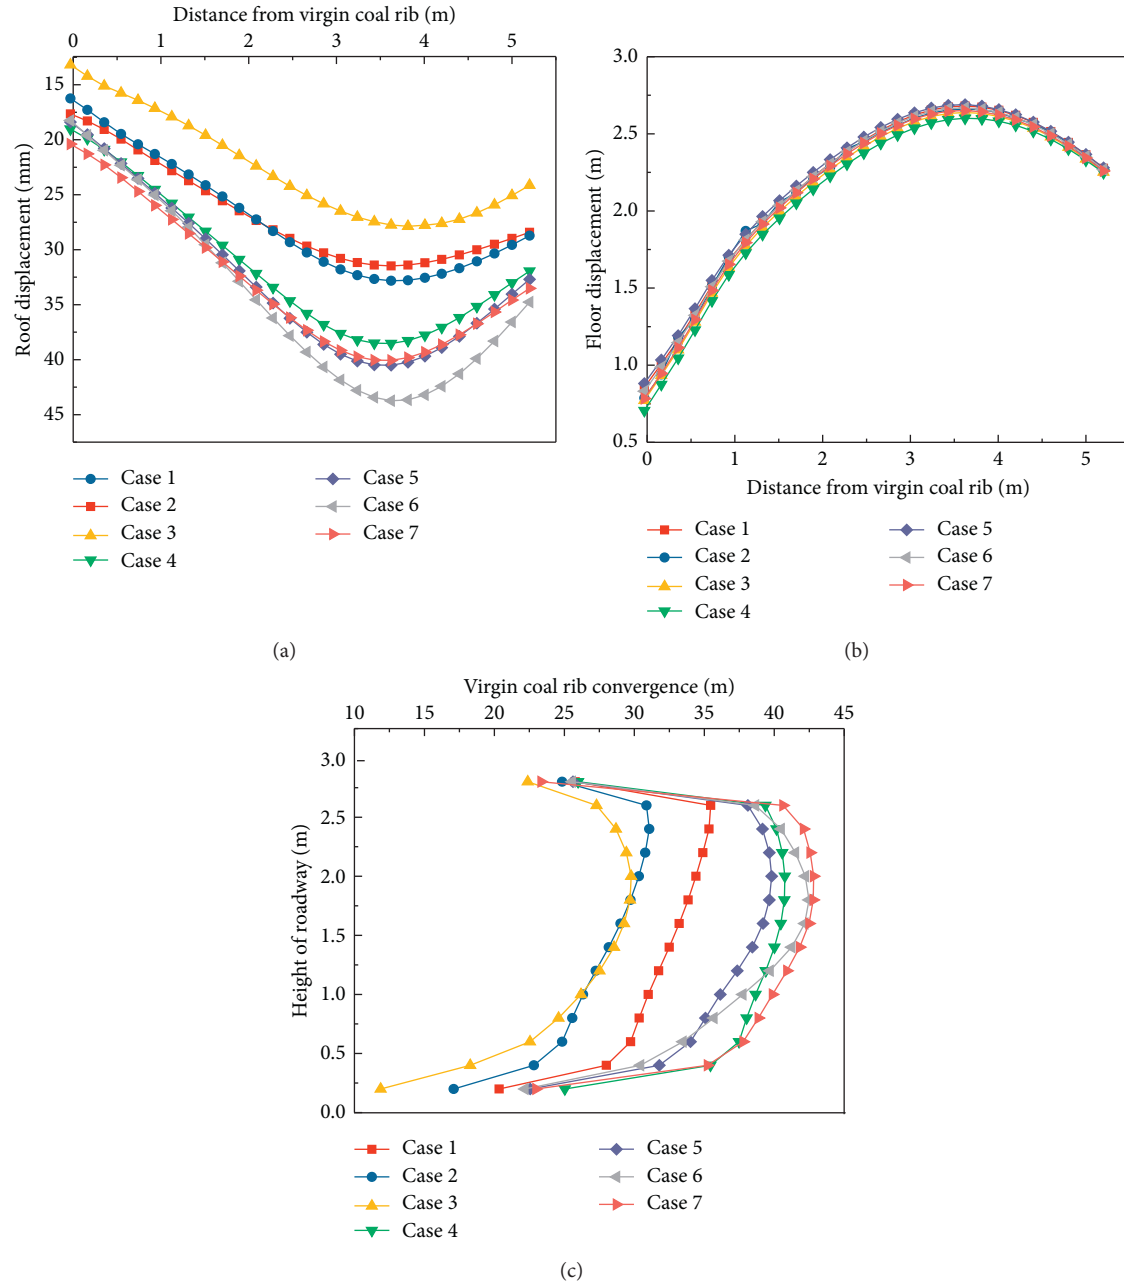 Distance from virgin coal rib (m)
0 1 2 3 4 5
15
20
25
30
35
40
45
Roof displacement (mm)
Case 1
Case 2
Case 3
Case 4
Case 5
Case 6
Case 7
(a)
3.0
2.5
2.0
1.5
1.0
0.5
Floor displacement (m)
0 1 2 3 4 5
Distance from virgin coal rib (m)
Case 1
Case 2
Case 3
Case 4
Case 5
Case 6
Case 7
(b)
Virgin coal rib convergence (m)
10 15 20 25 30 35 40 45
3.0
2.5
2.0
1.5
1.0
0.5
0.0
Height of roadway (m)
Case 1
Case 2
Case 3
Case 4
Case 5
Case 6
Case 7
(c)